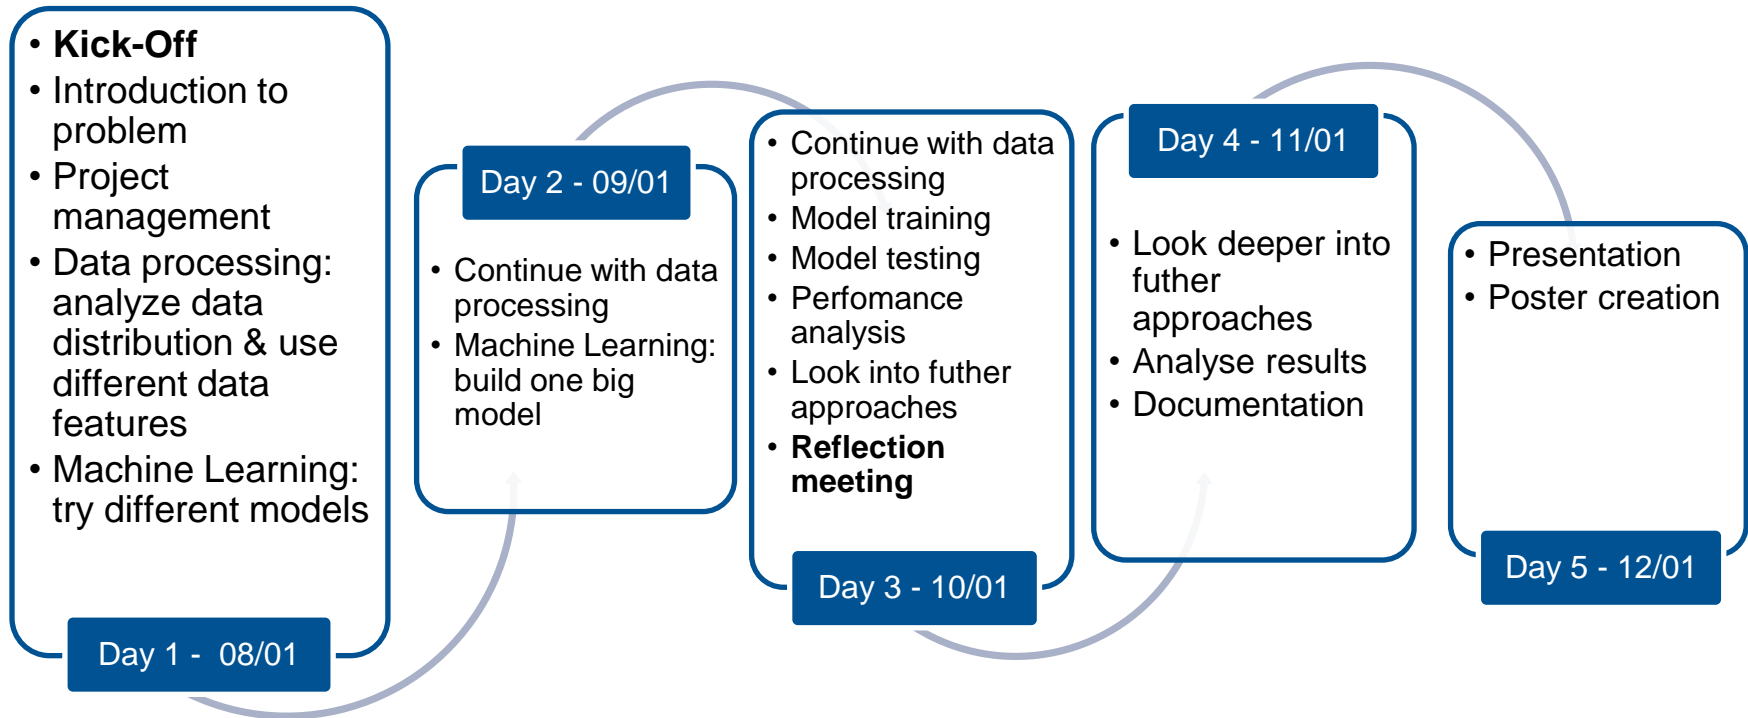 • Kick-Off
• Introduction to
problem
• Project
management
• Data processing:
analyze data
distribution & use
different data
features
• Machine Learning:
try different models
Day 1 -  08/01
Day 2 - 09/01
• Continue with data
processing
• Machine Learning:
build one big
model
• Continue with data
processing
• Model training
• Model testing
• Perfomance
analysis
• Look into futher
approaches
• Reflection
meeting
Day 3 - 10/01
Day 4 - 11/01
• Look deeper into
futher
approaches
• Analyse results
• Documentation
• Presentation
• Poster creation
Day 5 - 12/01